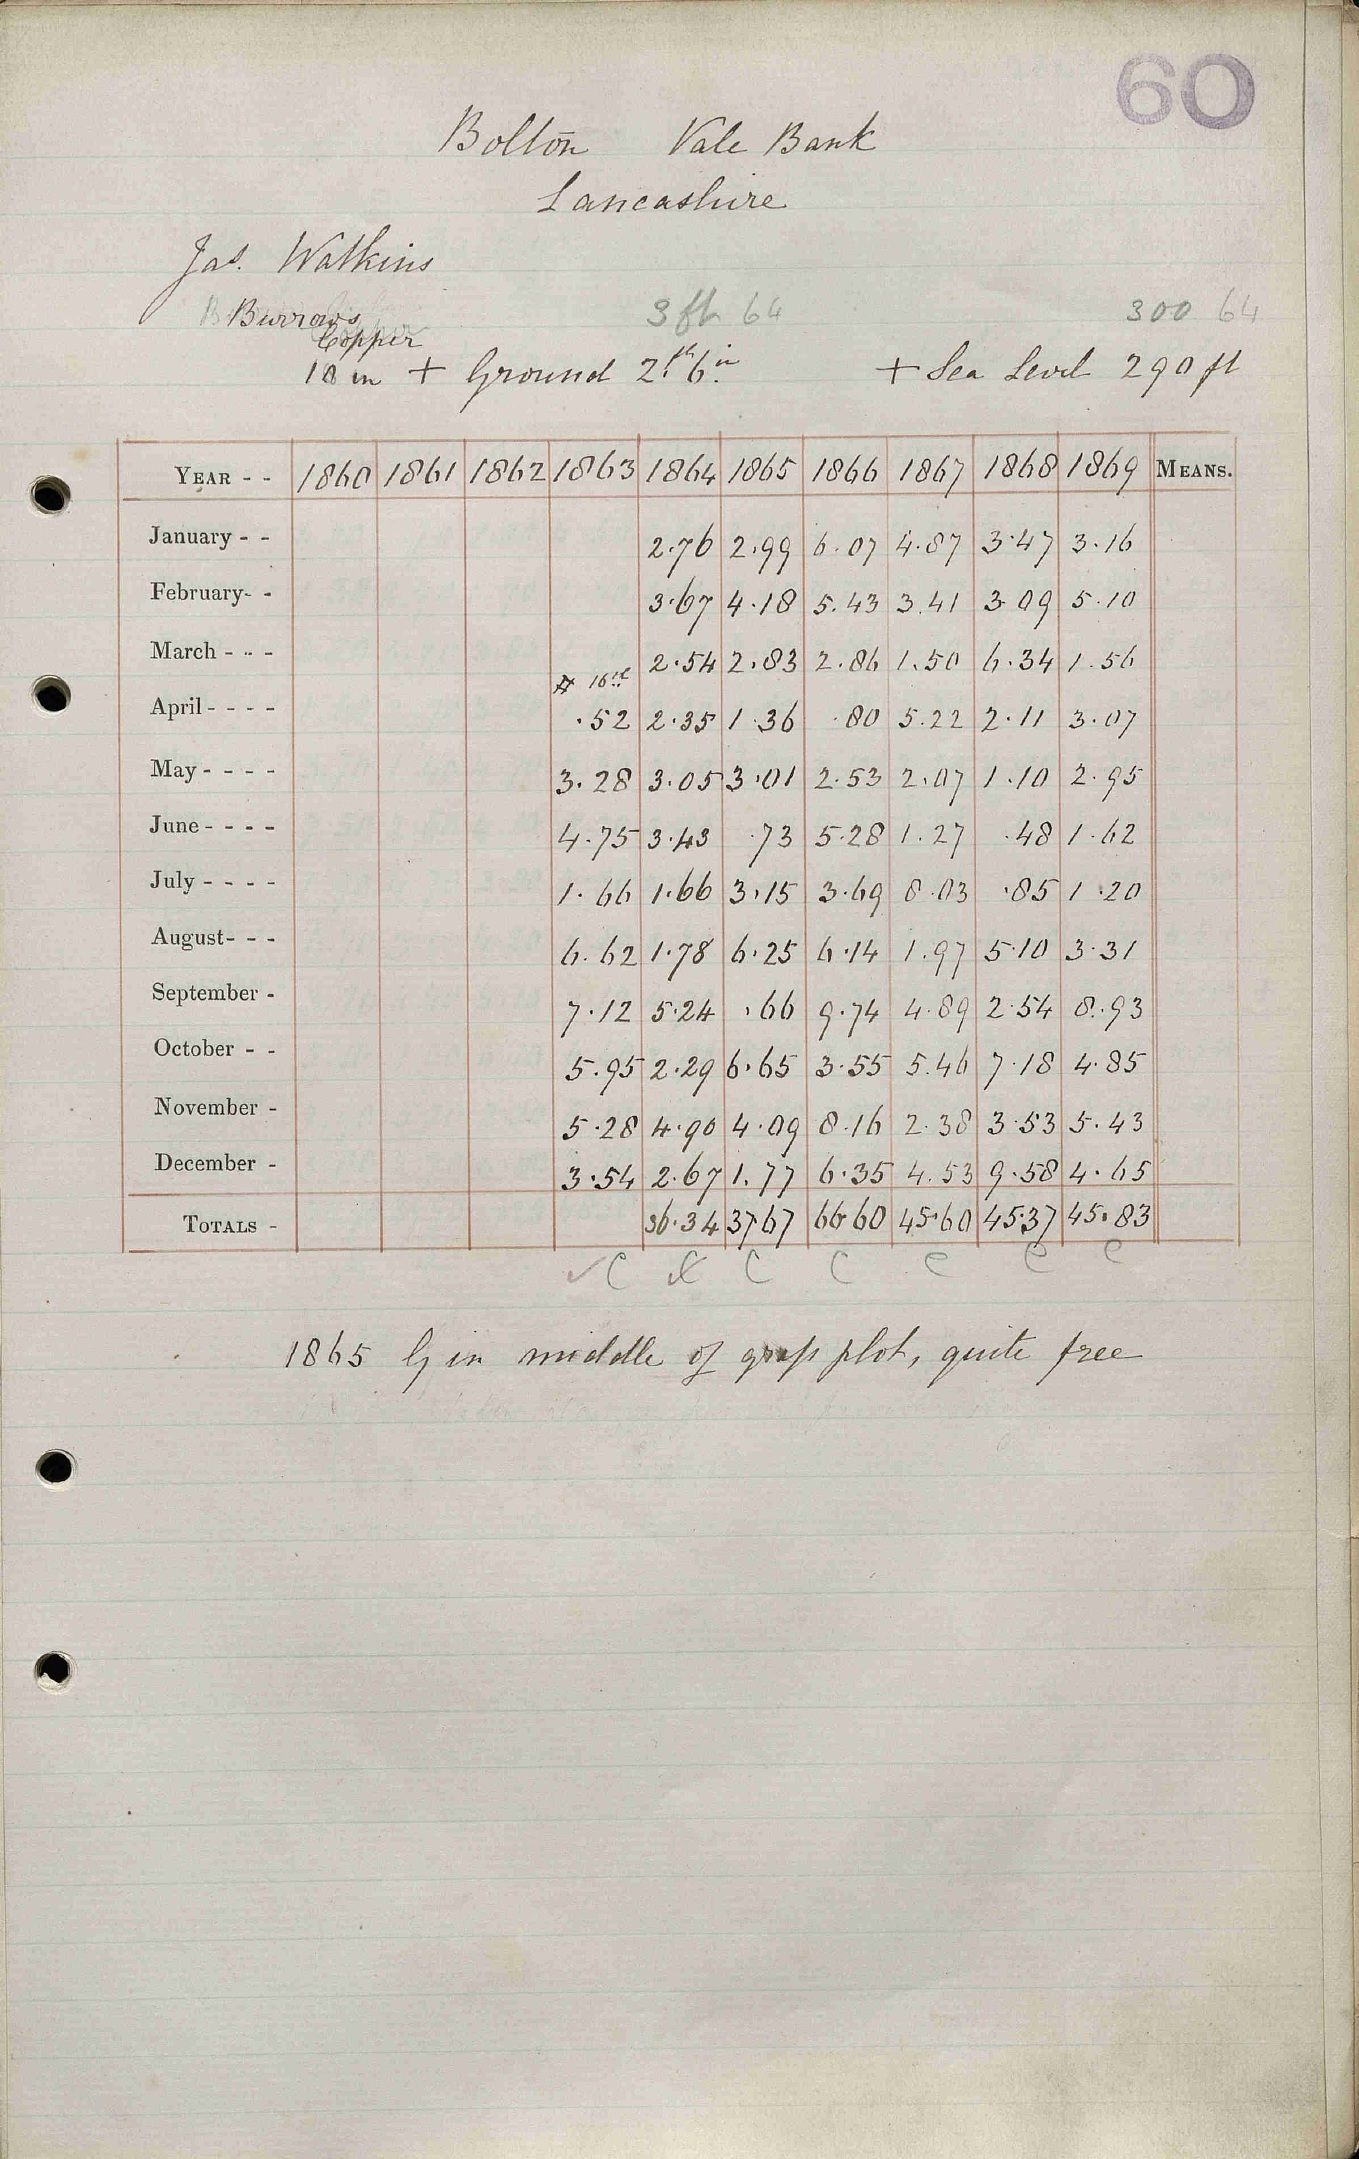 60
Bolton Vale Bank
Lancashire
Jas. Watkins
Burrows 3 ft 64 300 64
Copper
10 in + Ground 2ft 6in + Sea Level 290 ft
YEAR - - 1860 1861 1862 1863 1864 1865 1866 1867 1868 1869 MEANS.
January - - 2.76 2.99 6.07 4.87 3.47 3.16
February- - 3.67 4.18 5.43 3.41 3.09 5.10
March - - - 2.54 2.83 2.86 1.50 6.34 1.56
16th
April - - - - .52 2.35 1.36 .80 5.22 2.11 3.07
May - - - - 3.28 3.05 3.01 2.53 2.07 1.10 2.95
June - - - - 4.75 3.43 .73 5.28 1.27 .48 1.62
July - - - - 1.66 1.66 3.15 3.69 8.03 .85 1.20
August- - - 6.62 1.78 6.25 6.14 1.97 5.10 3.31
September - 7.12 5.24 .66 9.74 4.89 2.54 8.93
October - - 5.95 2.29 6.65 3.55 5.46 7.18 4.85
November - 5.28 4.90 4.09 8.16 2.38 3.53 5.43
December - 3.54 2.67 1.77 6.35 4.53 9.58 4.65
TOTALS - 36.34 37.67 66.60 45.60 45.37 45.83
C C C C C C C
1865 G in middle of grass plot, quite free